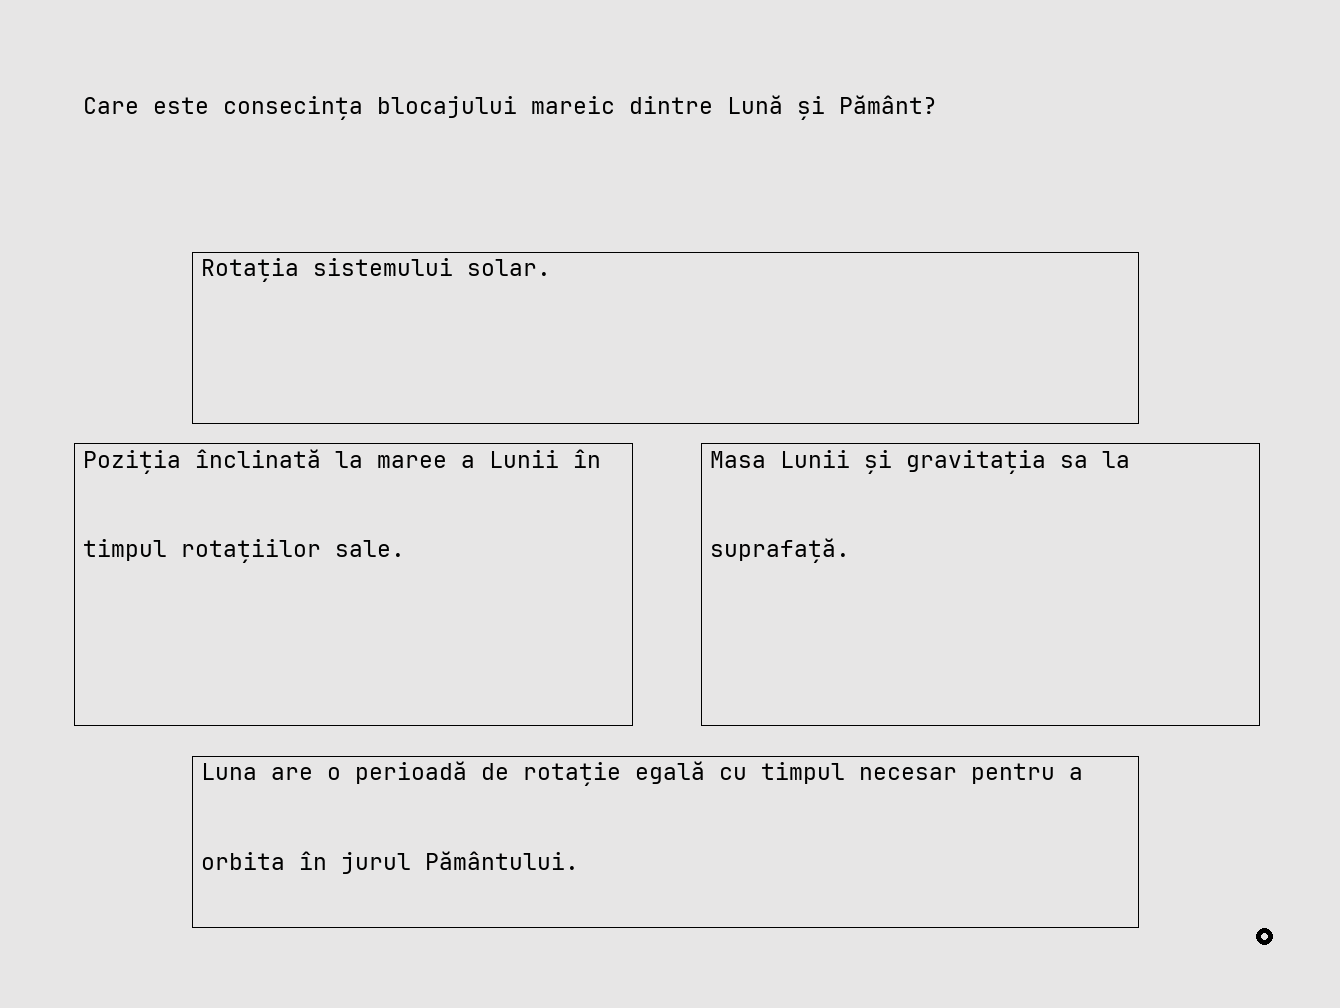 Care este consecința blocajului mareic dintre Lună și Pământ?
Rotația sistemului solar.
Poziția înclinată la maree a Lunii în
timpul rotațiilor sale.
Masa Lunii și gravitația sa la
suprafață.
Luna are o perioadă de rotație egală cu timpul necesar pentru a
orbita în jurul Pământului.